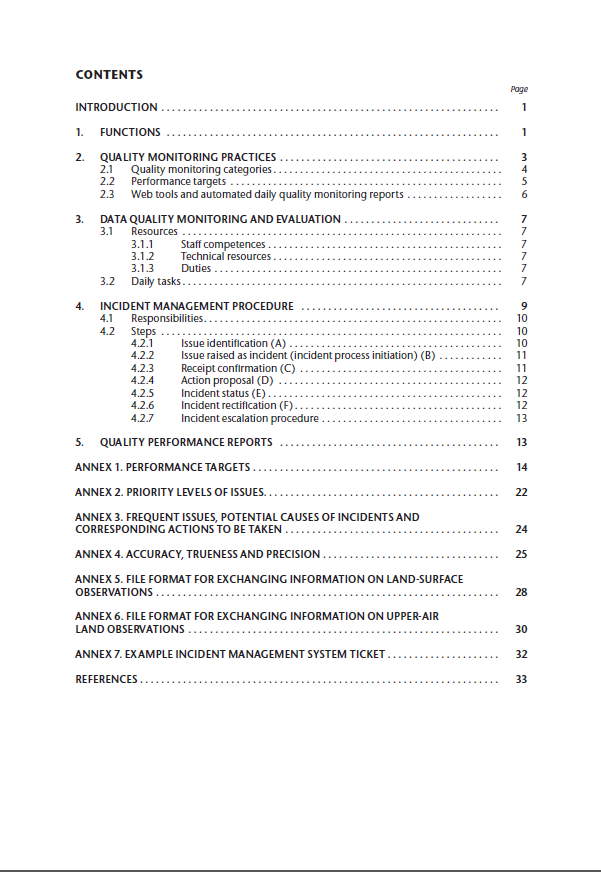 CONTENTS
Page
INTRODUCTION . . . . . . . . . . . . . . . . . . . . . . . . . . . . . . 1
1. FUNCTIONS . . . . . . . . . . . . . . . . . . . . . . . . . . . . . . 1
2. QUALITY MONITORING PRACTICES . . . . . . . . . . . . . . . . . . . . 3
2.1 Quality monitoring categories . . . . . . . . . . . . . . . . . . . . 4
2.2 Performance targets . . . . . . . . . . . . . . . . . . . . 5
2.3 Web tools and automated daily quality monitoring reports . . . . . . . . . . 6
3. DATA QUALITY MONITORING AND EVALUATION . . . . . . . . . . . . . . . 7
3.1 Resources . . . . . . . . . . . . . . . . . . . . 7
3.1.1 Staff competences . . . . . . . . . . . . . . . . . . . . 7
3.1.2 Technical resources . . . . . . . . . . . . . . . . . . . . 7
3.1.3 Duties . . . . . . . . . . . . . . . . . . . . 7
3.2 Daily tasks . . . . . . . . . . . . . . . . . . . . 7
4. INCIDENT MANAGEMENT PROCEDURE . . . . . . . . . . . . . . . . . . . . 9
4.1 Responsibilities . . . . . . . . . . . . . . . . . . . . 10
4.2 Steps . . . . . . . . . . . . . . . . . . . . 10
4.2.1 Issue identification (A) . . . . . . . . . . . . . . . . . . . . 10
4.2.2 Issue raised as incident (incident process initiation) (B) . . . . . . . . . . 11
4.2.3 Receipt confirmation (C) . . . . . . . . . . . . . . . . . . . . 11
4.2.4 Action proposal (D) . . . . . . . . . . . . . . . . . . . . 12
4.2.5 Incident status (E) . . . . . . . . . . . . . . . . . . . . 12
4.2.6 Incident rectification (F) . . . . . . . . . . . . . . . . . . . . 12
4.2.7 Incident escalation procedure . . . . . . . . . . . . . . . . . . . . 13
5. QUALITY PERFORMANCE REPORTS . . . . . . . . . . . . . . . . . . . . 13
ANNEX 1. PERFORMANCE TARGETS . . . . . . . . . . . . . . . . . . . . 14
ANNEX 2. PRIORITY LEVELS OF ISSUES . . . . . . . . . . . . . . . . . . . . 22
ANNEX 3. FREQUENT ISSUES, POTENTIAL CAUSES OF INCIDENTS AND
CORRESPONDING ACTIONS TO BE TAKEN . . . . . . . . . . . . . . . . . . . . 24
ANNEX 4. ACCURACY, TRUENESS AND PRECISION . . . . . . . . . . . . . . . . . . . . 25
ANNEX 5. FILE FORMAT FOR EXCHANGING INFORMATION ON LAND-SURFACE
OBSERVATIONS . . . . . . . . . . . . . . . . . . . . 28
ANNEX 6. FILE FORMAT FOR EXCHANGING INFORMATION ON UPPER-AIR
LAND OBSERVATIONS . . . . . . . . . . . . . . . . . . . . 30
ANNEX 7. EXAMPLE INCIDENT MANAGEMENT SYSTEM TICKET . . . . . . . . . . . . . . . . . . . . 32
REFERENCES . . . . . . . . . . . . . . . . . . . . 33